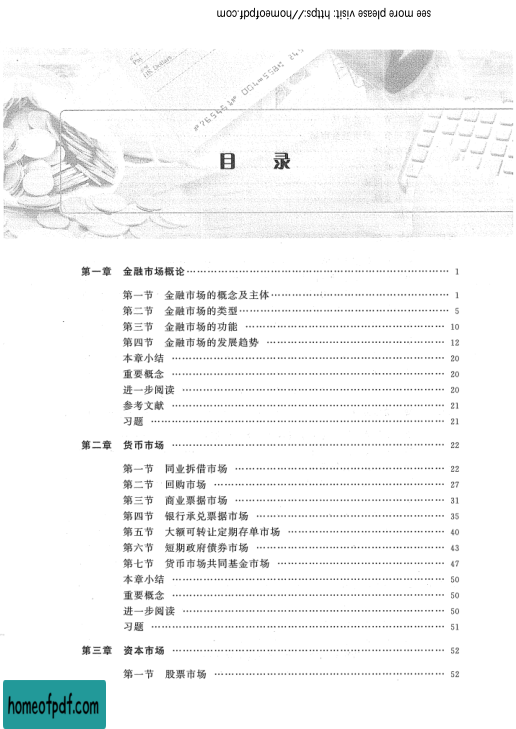 see more please visit: https://homeofpdf.com
目 录
第一章 金融市场概论 1
第一节 金融市场的概念及主体 1
第二节 金融市场的类型 5
第三节 金融市场的功能 10
第四节 金融市场的发展趋势 12
本章小结 20
重要概念 20
进一步阅读 20
参考文献 21
习题 21
第二章 货币市场 22
第一节 同业拆借市场 22
第二节 回购市场 27
第三节 商业票据市场 31
第四节 银行承兑票据市场 35
第五节 大额可转让定期存单市场 40
第六节 短期政府债券市场 43
第七节 货币市场共同基金市场 47
本章小结 50
重要概念 50
进一步阅读 50
习题 51
第三章 资本市场 52
第一节 股票市场 52
homeofpdf.com